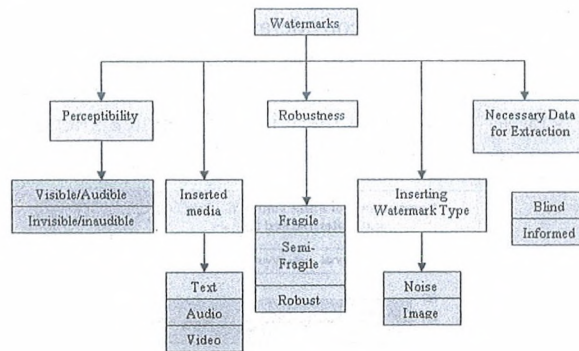 Watermarks
Perceptibility
Robustness
Necessary Data
for Extraction
Visible/Audible
Invisible/inaudible
Inserted
media
Fragile
Semi-
Fragile
Robust
Inserting
Watermark Type
Blind
Informed
Text
Audio
Video
Noise
Image